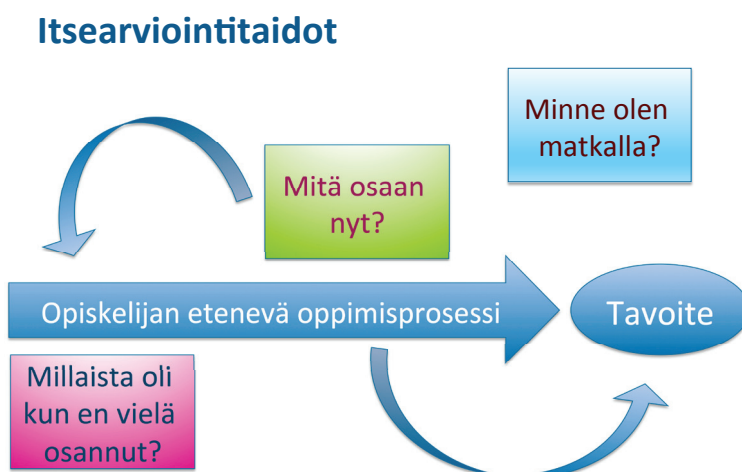 Itsearviointitaidot
Minne olen
matkalla?
Mitä osaan
nyt?
Opiskelijan etenevä oppimisprosessi
Tavoite
Millaista oli
kun en vielä
osannut?